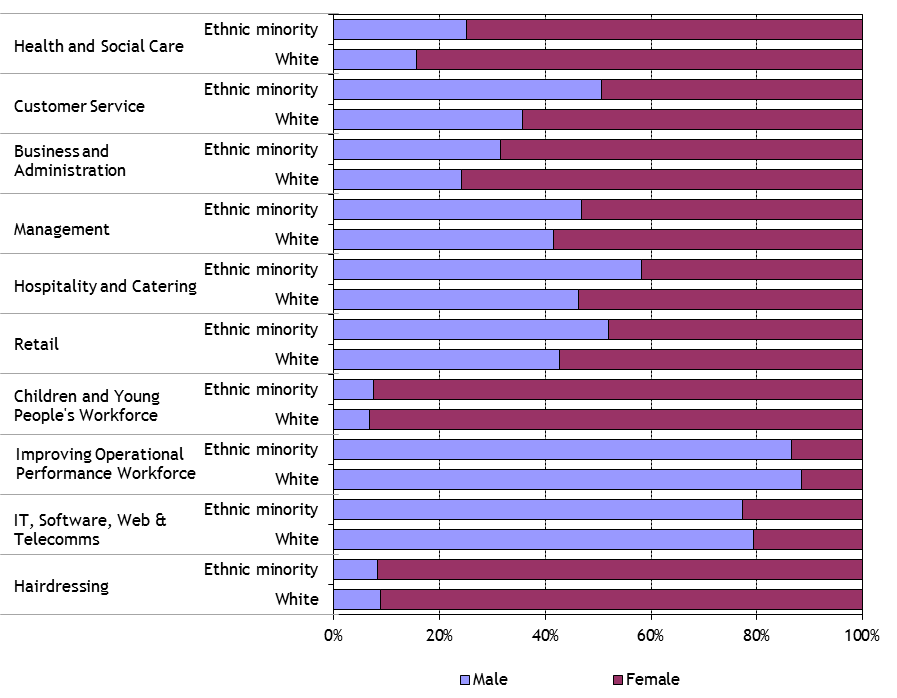 Health and Social Care
Ethnic minority
White
Customer Service
Ethnic minority
White
Business and
Administration
Ethnic minority
White
Management
Ethnic minority
White
Hospitality and Catering
Ethnic minority
White
Retail
Ethnic minority
White
Children and Young
People's Workforce
Ethnic minority
White
Improving Operational
Performance Workforce
Ethnic minority
White
IT, Software, Web &
Telecomms
Ethnic minority
White
Hairdressing
Ethnic minority
White
0% 20% 40% 60% 80% 100%
Male Female